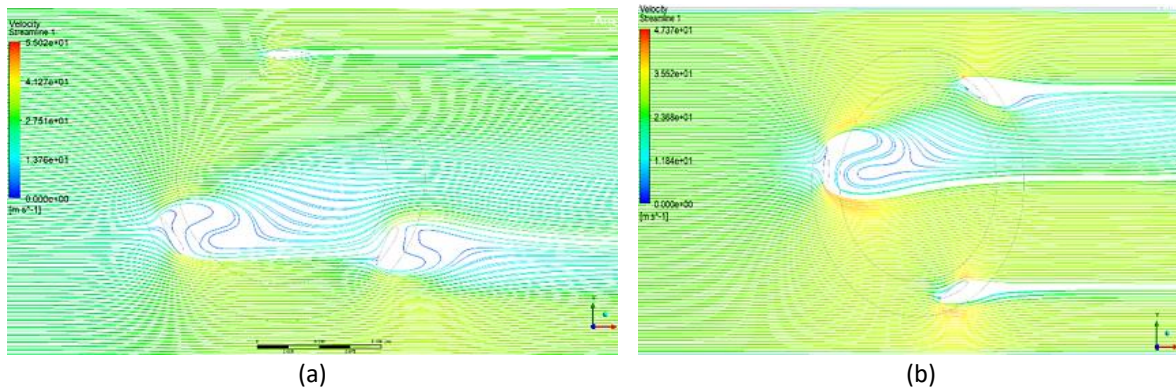 Velocity
Streamline 1
5.502e+01
4.127e+01
2.751e+01
1.376e+01
0.000e+00
[m s^-1]
(a)
Velocity
Streamline 1
4.737e+01
3.552e+01
2.368e+01
1.184e+01
0.000e+00
[m s^-1]
(b)